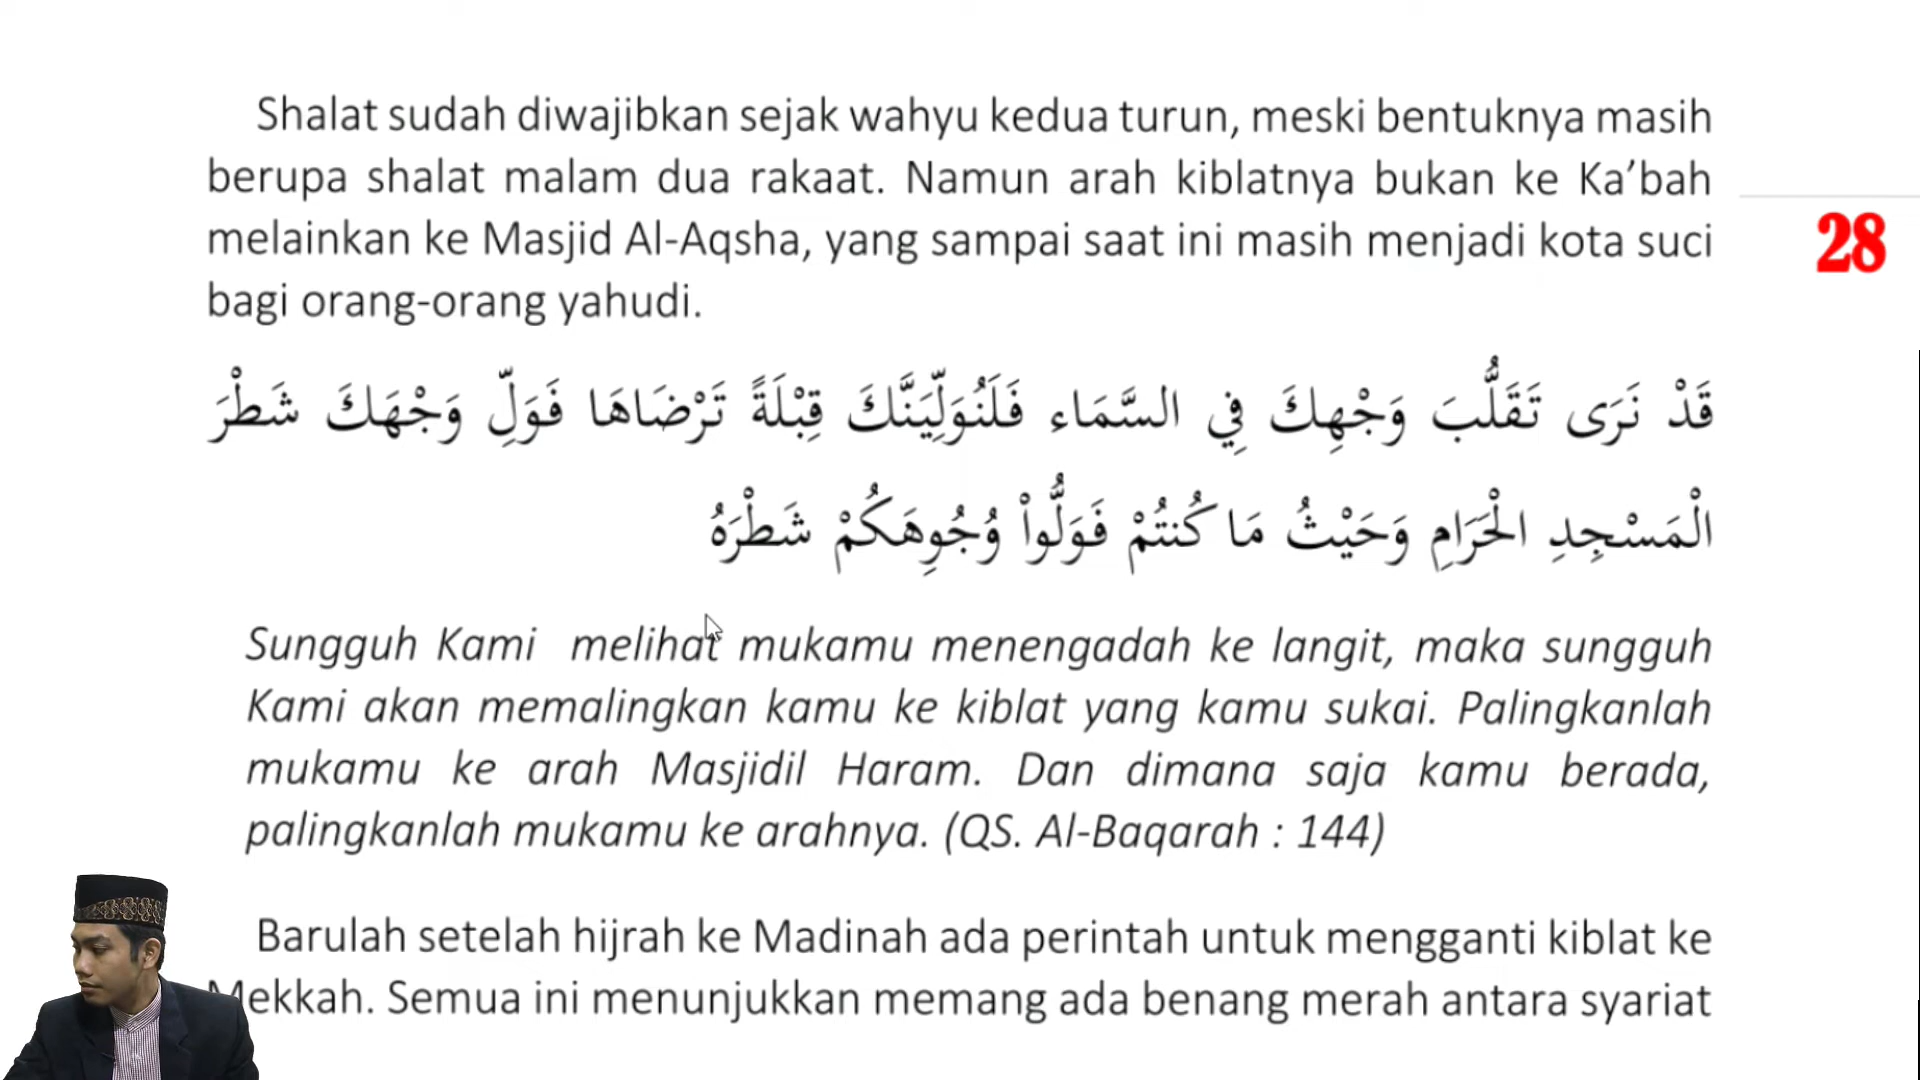 Shalat sudah diwajibkan sejak wahyu kedua turun, meski bentuknya masih
berupa shalat malam dua rakaat. Namun arah kiblatnya bukan ke Ka’bah
melainkan ke Masjid Al-Aqsha, yang sampai saat ini masih menjadi kota suci
bagi orang-orang yahudi.
28
قَدْ نَرَى تَقَلُّبَ وَجْهِكَ فِي السَّمَاء فَلَنُوَلِّيَنَّكَ قِبْلَةً تَرْضَاهَا فَوَلِّ وَجْهَكَ شَطْرَ
الْمَسْجِدِ الْحَرَامِ وَحَيْثُ مَا كُنتُمْ فَوَلُّواْ وُجُوِهَكُمْ شَطْرَهُ
Sungguh Kami melihat mukamu menengadah ke langit, maka sungguh
Kami akan memalingkan kamu ke kiblat yang kamu sukai. Palingkanlah
mukamu ke arah Masjidil Haram. Dan dimana saja kamu berada,
palingkanlah mukamu ke arahnya. (QS. Al-Baqarah : 144)
Barulah setelah hijrah ke Madinah ada perintah untuk mengganti kiblat ke
Mekkah. Semua ini menunjukkan memang ada benang merah antara syariat